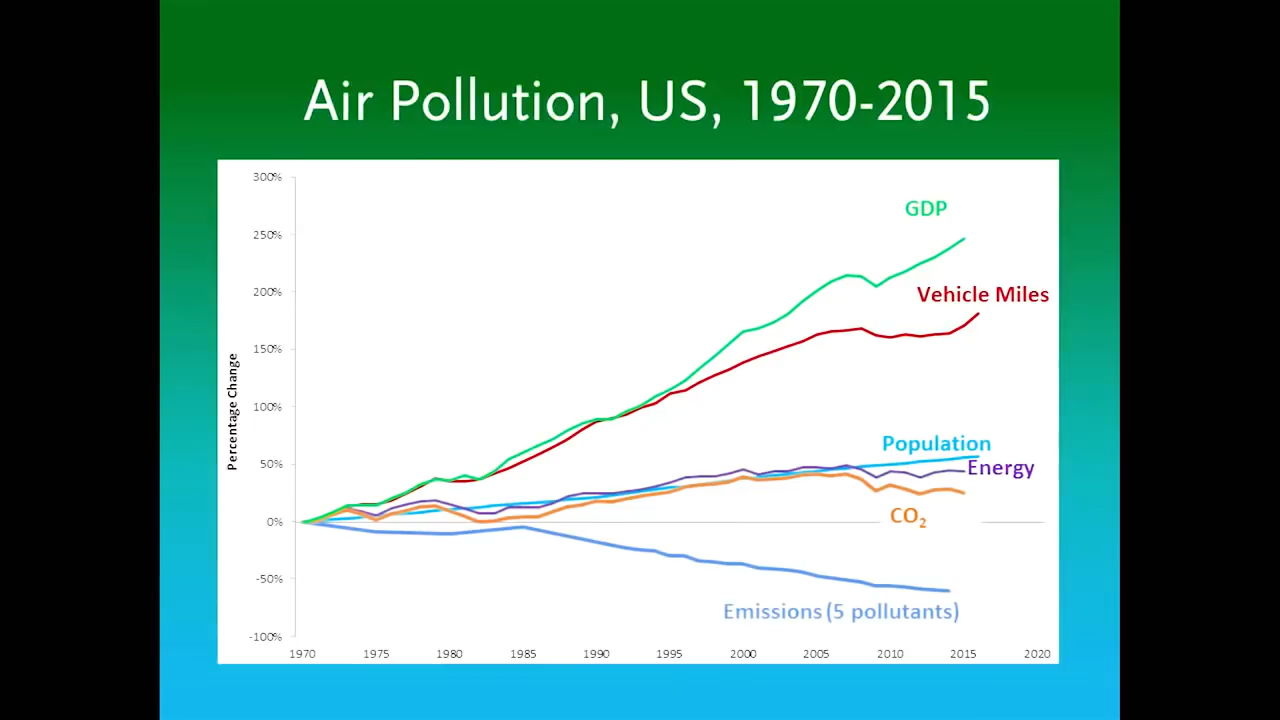 Air Pollution, US, 1970-2015
300%
250%
200%
150%
100%
50%
0%
-50%
-100%
Percentage Change
GDP
Vehicle Miles
Population
Energy
CO₂
Emissions (5 pollutants)
1970 1975 1980 1985 1990 1995 2000 2005 2010 2015 2020